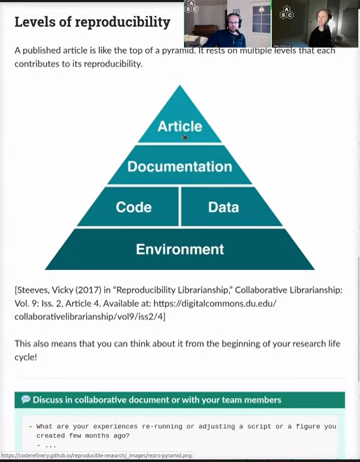 Levels of reproducibility
A published article is like the top of a pyramid. It rests on multiple levels that each
contributes to its reproducibility.
Article
Documentation
Code Data
Environment
[Steeves, Vicky (2017) in "Reproducibility Librarianship," Collaborative Librarianship:
Vol. 9: Iss. 2, Article 4. Available at: https://digitalcommons.du.edu/
collaborativelibrarianship/vol9/iss2/4]
This also means that you can think about it from the beginning of your research life
cycle!
Discuss in collaborative document or with your team members
- What are your experiences re-running or adjusting a script or a figure you
created few months ago?
- ...
https://coderefinery.github.io/reproducible-research/_images/repro-pyramid.png